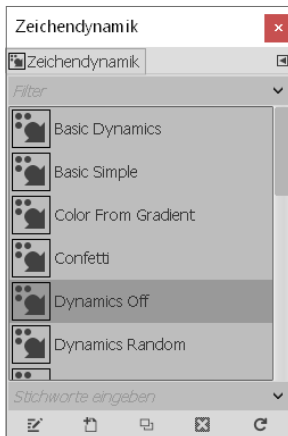 Zeichendynamik
Zeichendynamik
Filter
Basic Dynamics
Basic Simple
Color From Gradient
Confetti
Dynamics Off
Dynamics Random
Stichworte eingeben